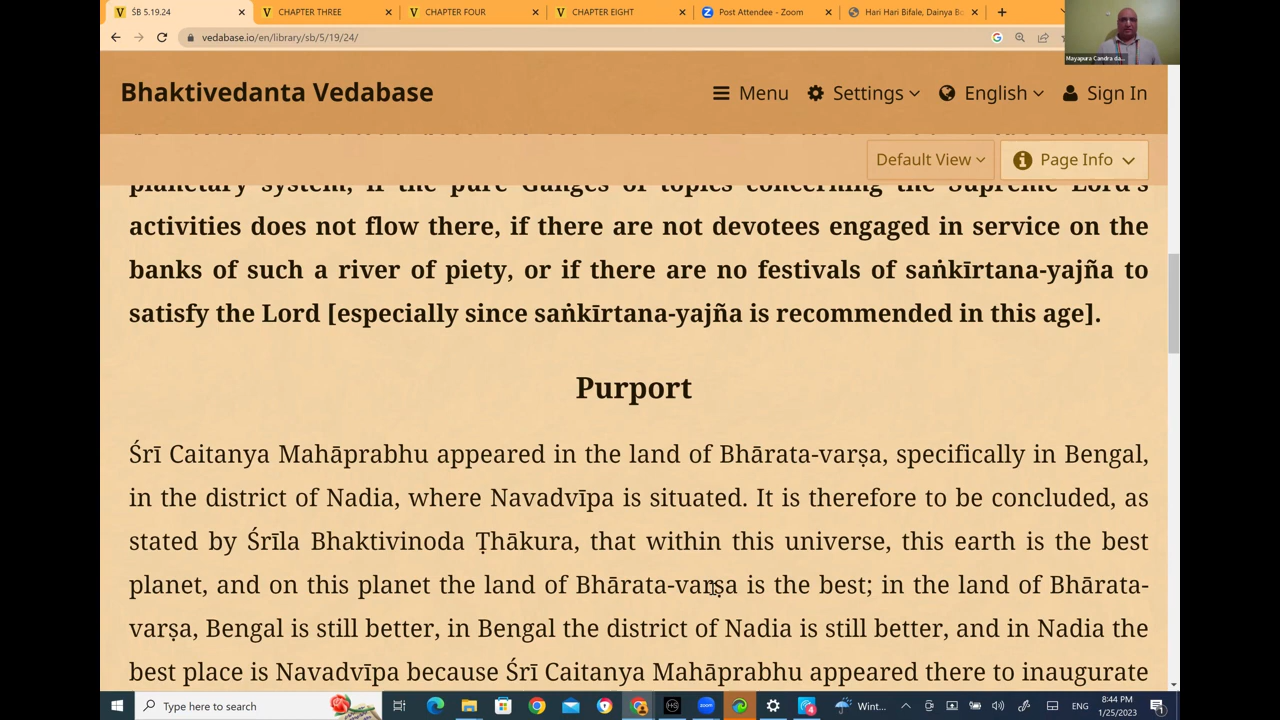 ŚB 5.19.24
CHAPTER THREE
CHAPTER FOUR
CHAPTER EIGHT
Post Attendee - Zoom
Hari Hari Bifale, Dainya Bo
vedabase.io/en/library/sb/5/19/24/
Mayapura Candra da...
Bhaktivedanta Vedabase
Menu
Settings
English
Sign In
Default View
Page Info
planetary system, if the pure Ganges of topics concerning the Supreme Lord's
activities does not flow there, if there are not devotees engaged in service on the
banks of such a river of piety, or if there are no festivals of saṅkīrtana-yajña to
satisfy the Lord [especially since saṅkīrtana-yajña is recommended in this age].
Purport
Śrī Caitanya Mahāprabhu appeared in the land of Bhārata-varṣa, specifically in Bengal,
in the district of Nadia, where Navadvīpa is situated. It is therefore to be concluded, as
stated by Śrīla Bhaktivinoda Ṭhākura, that within this universe, this earth is the best
planet, and on this planet the land of Bhārata-varṣa is the best; in the land of Bhārata-
varṣa, Bengal is still better, in Bengal the district of Nadia is still better, and in Nadia the
best place is Navadvīpa because Śrī Caitanya Mahāprabhu appeared there to inaugurate
Type here to search
Wint...
ENG
8:44 PM
1/25/2023